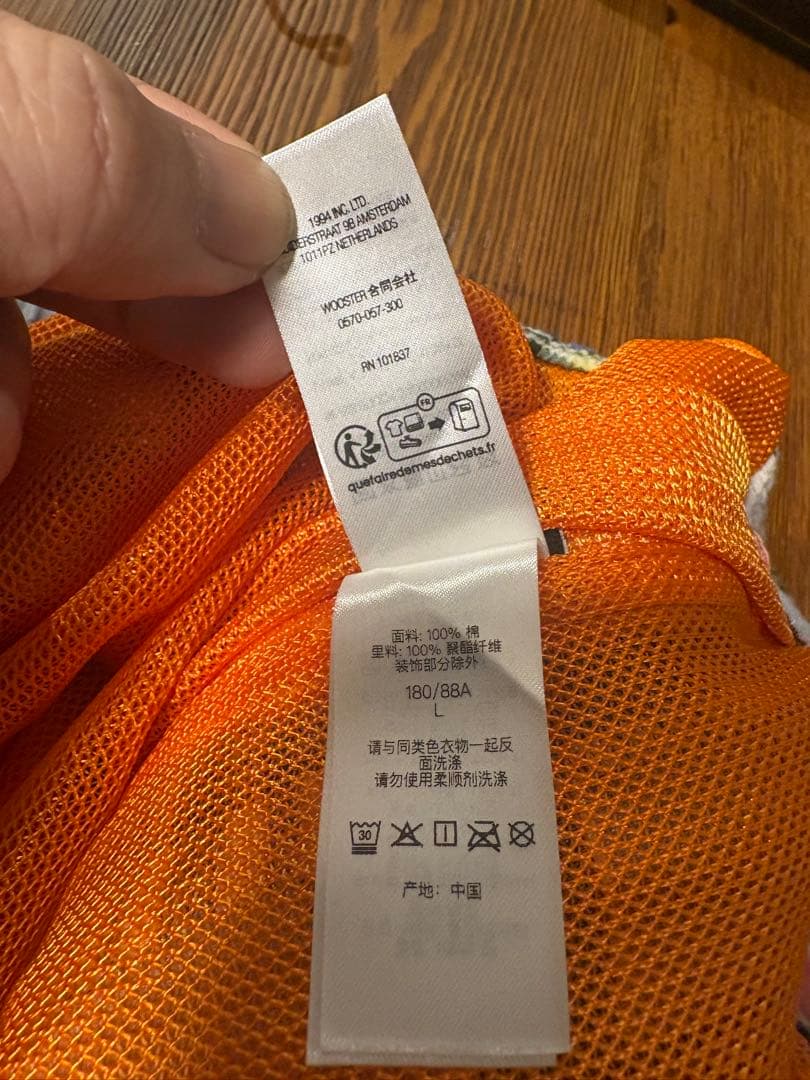 1994 INC. LTD.
9B AMSTERDAM
1011PZ NETHERLANDS
WOOSTER 合同会社
0570-057-300
RN 101837
FR
quefairedemesdechets.fr
面料: 100% 棉
里料: 100% 聚酯纤维
装饰部分除外
180/88A
L
请与同类色衣物一起反
面洗涤
请勿使用柔顺剂洗涤
30
产地: 中国